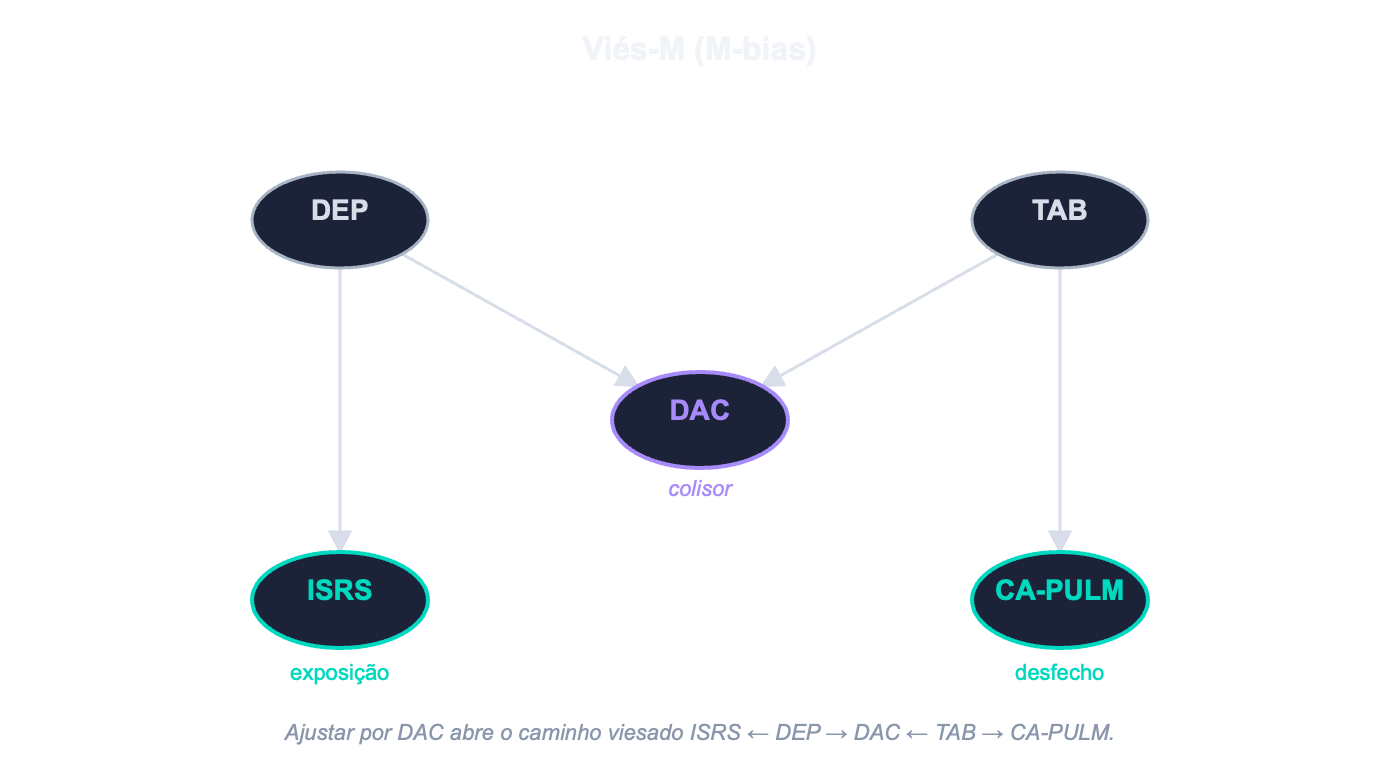 Viés-M (M-bias)
DEP
TAB
DAC
colisor
ISRS
CA-PULM
exposição
desfecho
Ajustar por DAC abre o caminho viesado ISRS ← DEP → DAC ← TAB → CA-PULM.